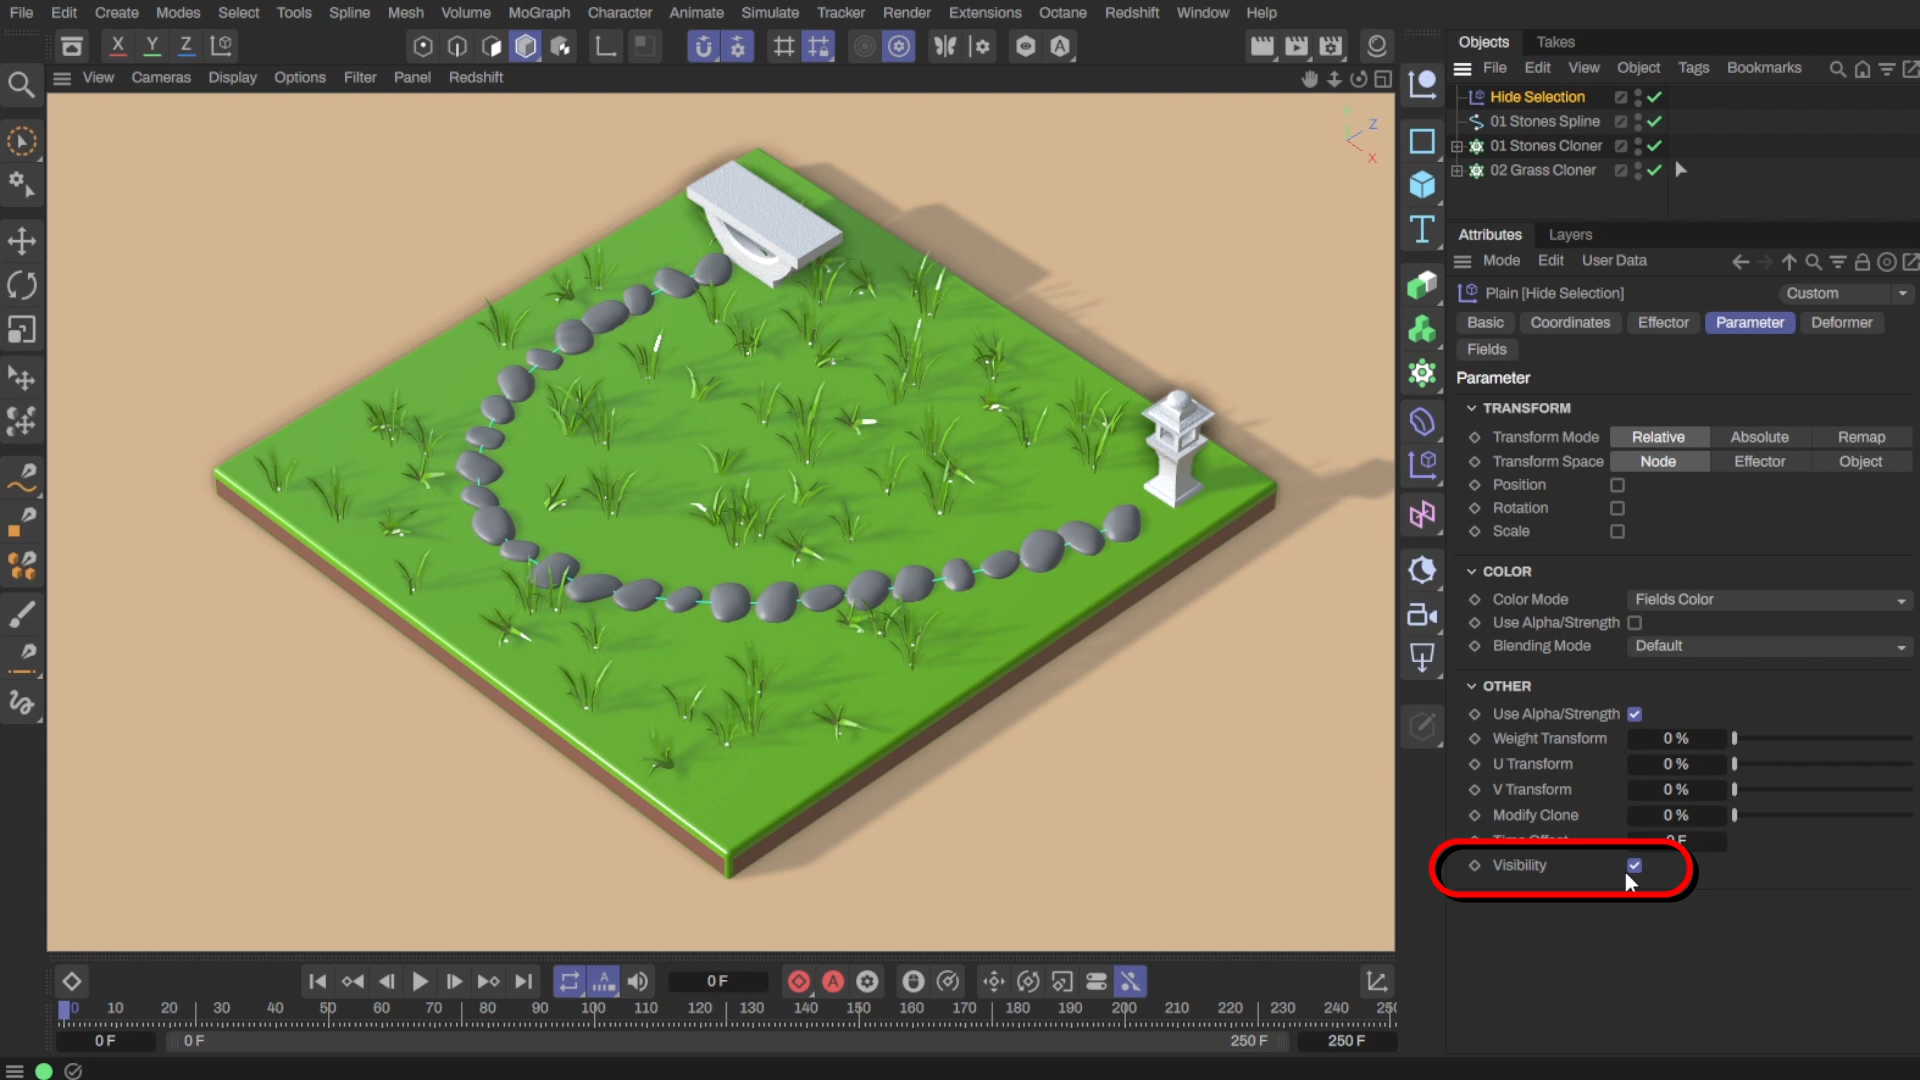 File Edit Create Modes Select Tools Spline Mesh Volume MoGraph Character Animate Simulate Tracker Render Extensions Octane Redshift Window Help
X Y Z
View Cameras Display Options Filter Panel Redshift
Z
X
Objects Takes
File Edit View Object Tags Bookmarks
Hide Selection
01 Stones Spline
01 Stones Cloner
02 Grass Cloner
Attributes Layers
Mode Edit User Data
Plain [Hide Selection] Custom
Basic Coordinates Effector Parameter Deformer
Fields
Parameter
TRANSFORM
Transform Mode Relative Absolute Remap
Transform Space Node Effector Object
Position
Rotation
Scale
COLOR
Color Mode Fields Color
Use Alpha/Strength
Blending Mode Default
OTHER
Use Alpha/Strength
Weight Transform 0 %
U Transform 0 %
V Transform 0 %
Modify Clone 0 %
Time Offset 0 F
Visibility
0 F
0 10 20 30 40 50 60 70 80 90 100 110 120 130 140 150 160 170 180 190 200 210 220 230 240
0 F 0 F 250 F 250 F